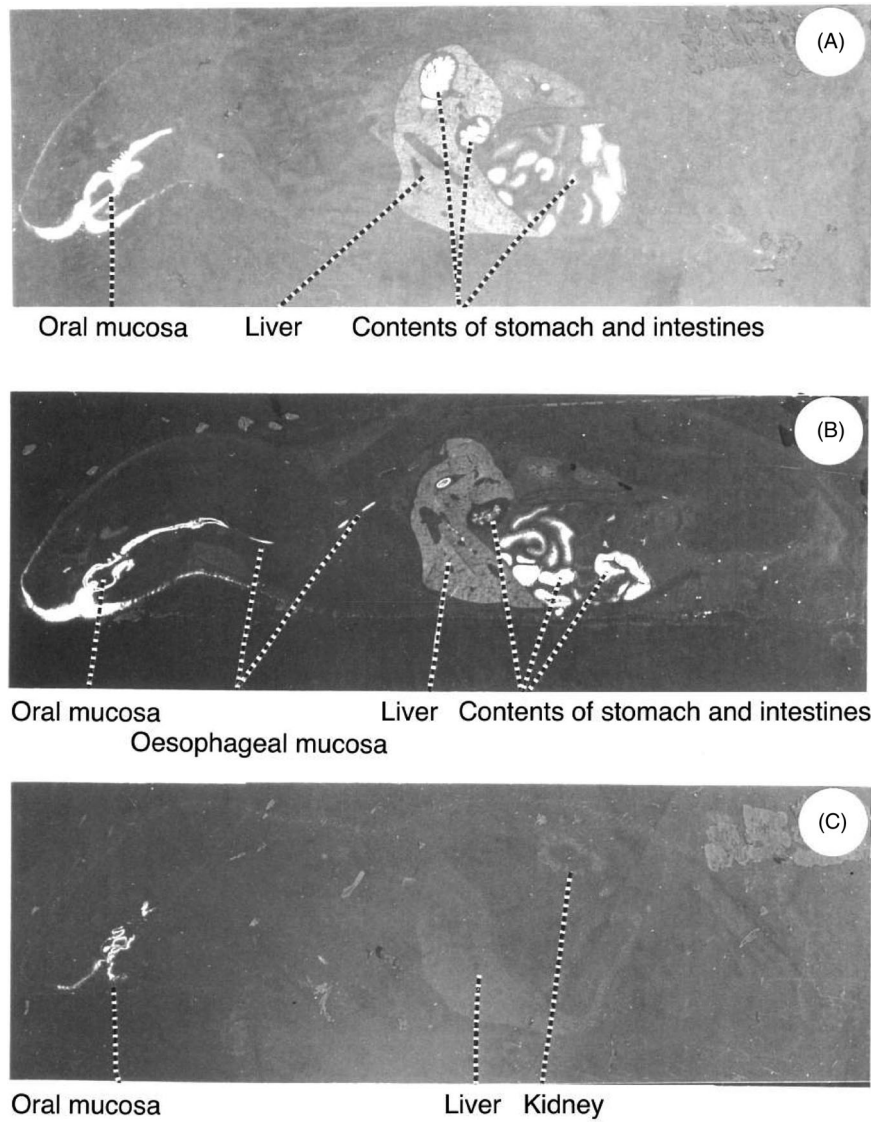 (A)
Oral mucosa Liver Contents of stomach and intestines
(B)
Oral mucosa Liver Contents of stomach and intestines
Oesophageal mucosa
(C)
Oral mucosa Liver Kidney